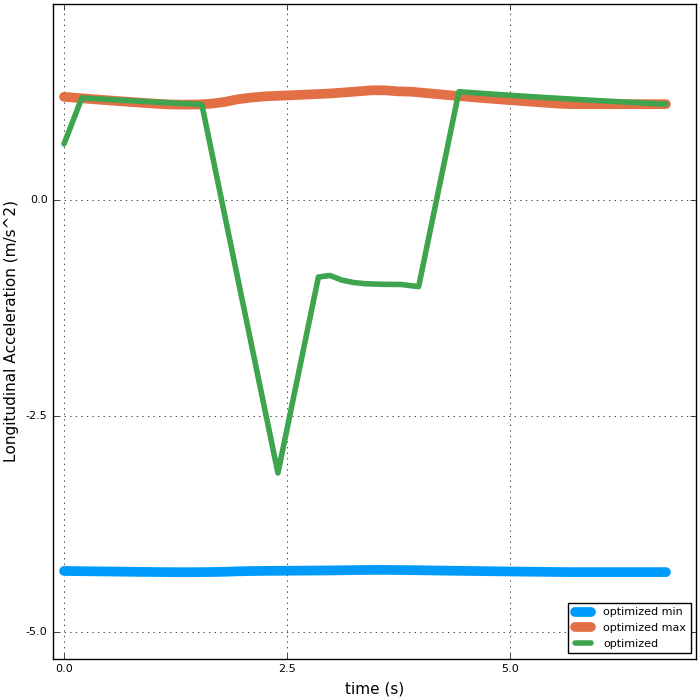 Longitudinal Acceleration (m/s^2)
0.0
-2.5
-5.0
0.0
2.5
5.0
time (s)
optimized min
optimized max
optimized